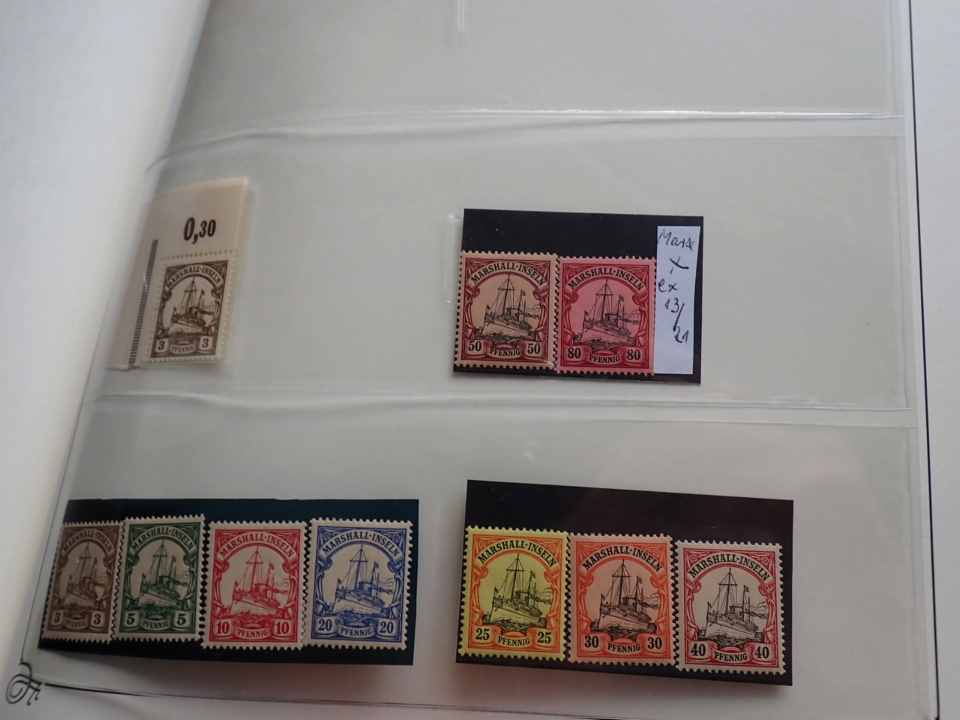 0,30
MARSHALL-INSELN
3 PFENNIG 3
MARSHALL-INSELN
50 PFENNIG 50
MARSHALL-INSELN
80 PFENNIG 80
ex
13/
21
MARSHALL-INSELN
3 PFENNIG 3
MARSHALL-INSELN
5 PFENNIG 5
MARSHALL-INSELN
10 PFENNIG 10
MARSHALL-INSELN
20 PFENNIG 20
MARSHALL-INSELN
25 PFENNIG 25
MARSHALL-INSELN
30 PFENNIG 30
MARSHALL-INSELN
40 PFENNIG 40